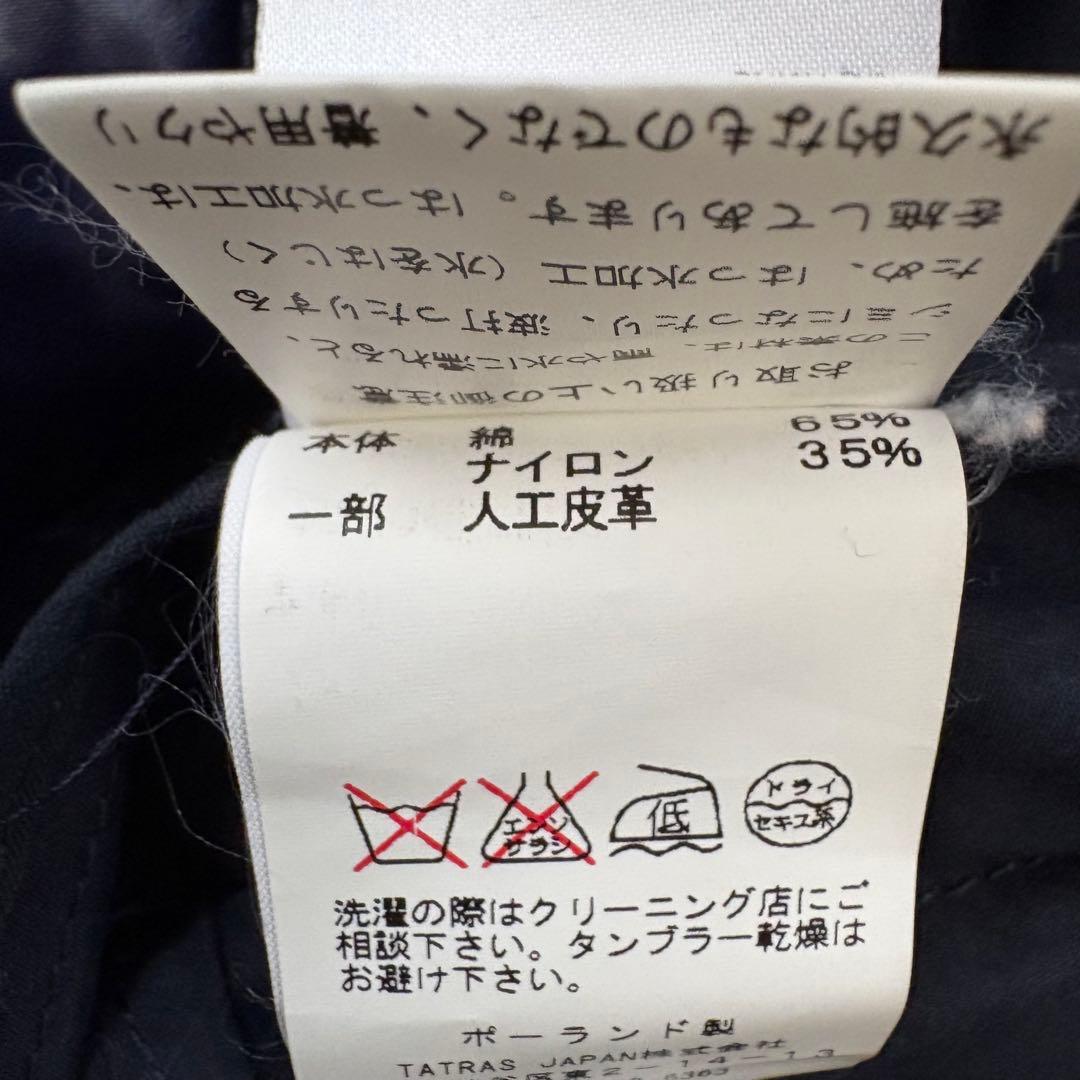 お取り扱い上の御注意
この素材は、雨や水に濡れると、
シミになったり、波打ったりする
ため、はっ水加工（水をはじく）
を施してあります。はっ水加工は、
永久的なものでなく、着用やクリ
本体 綿 65%
ナイロン 35%
一部 人工皮革
エンソ
サラシ
低
ドライ
セキユ系
洗濯の際はクリーニング店にご
相談下さい。タンブラー乾燥は
お避け下さい。
ポーランド製
TATRAS JAPAN株式会社
区東2-14-13